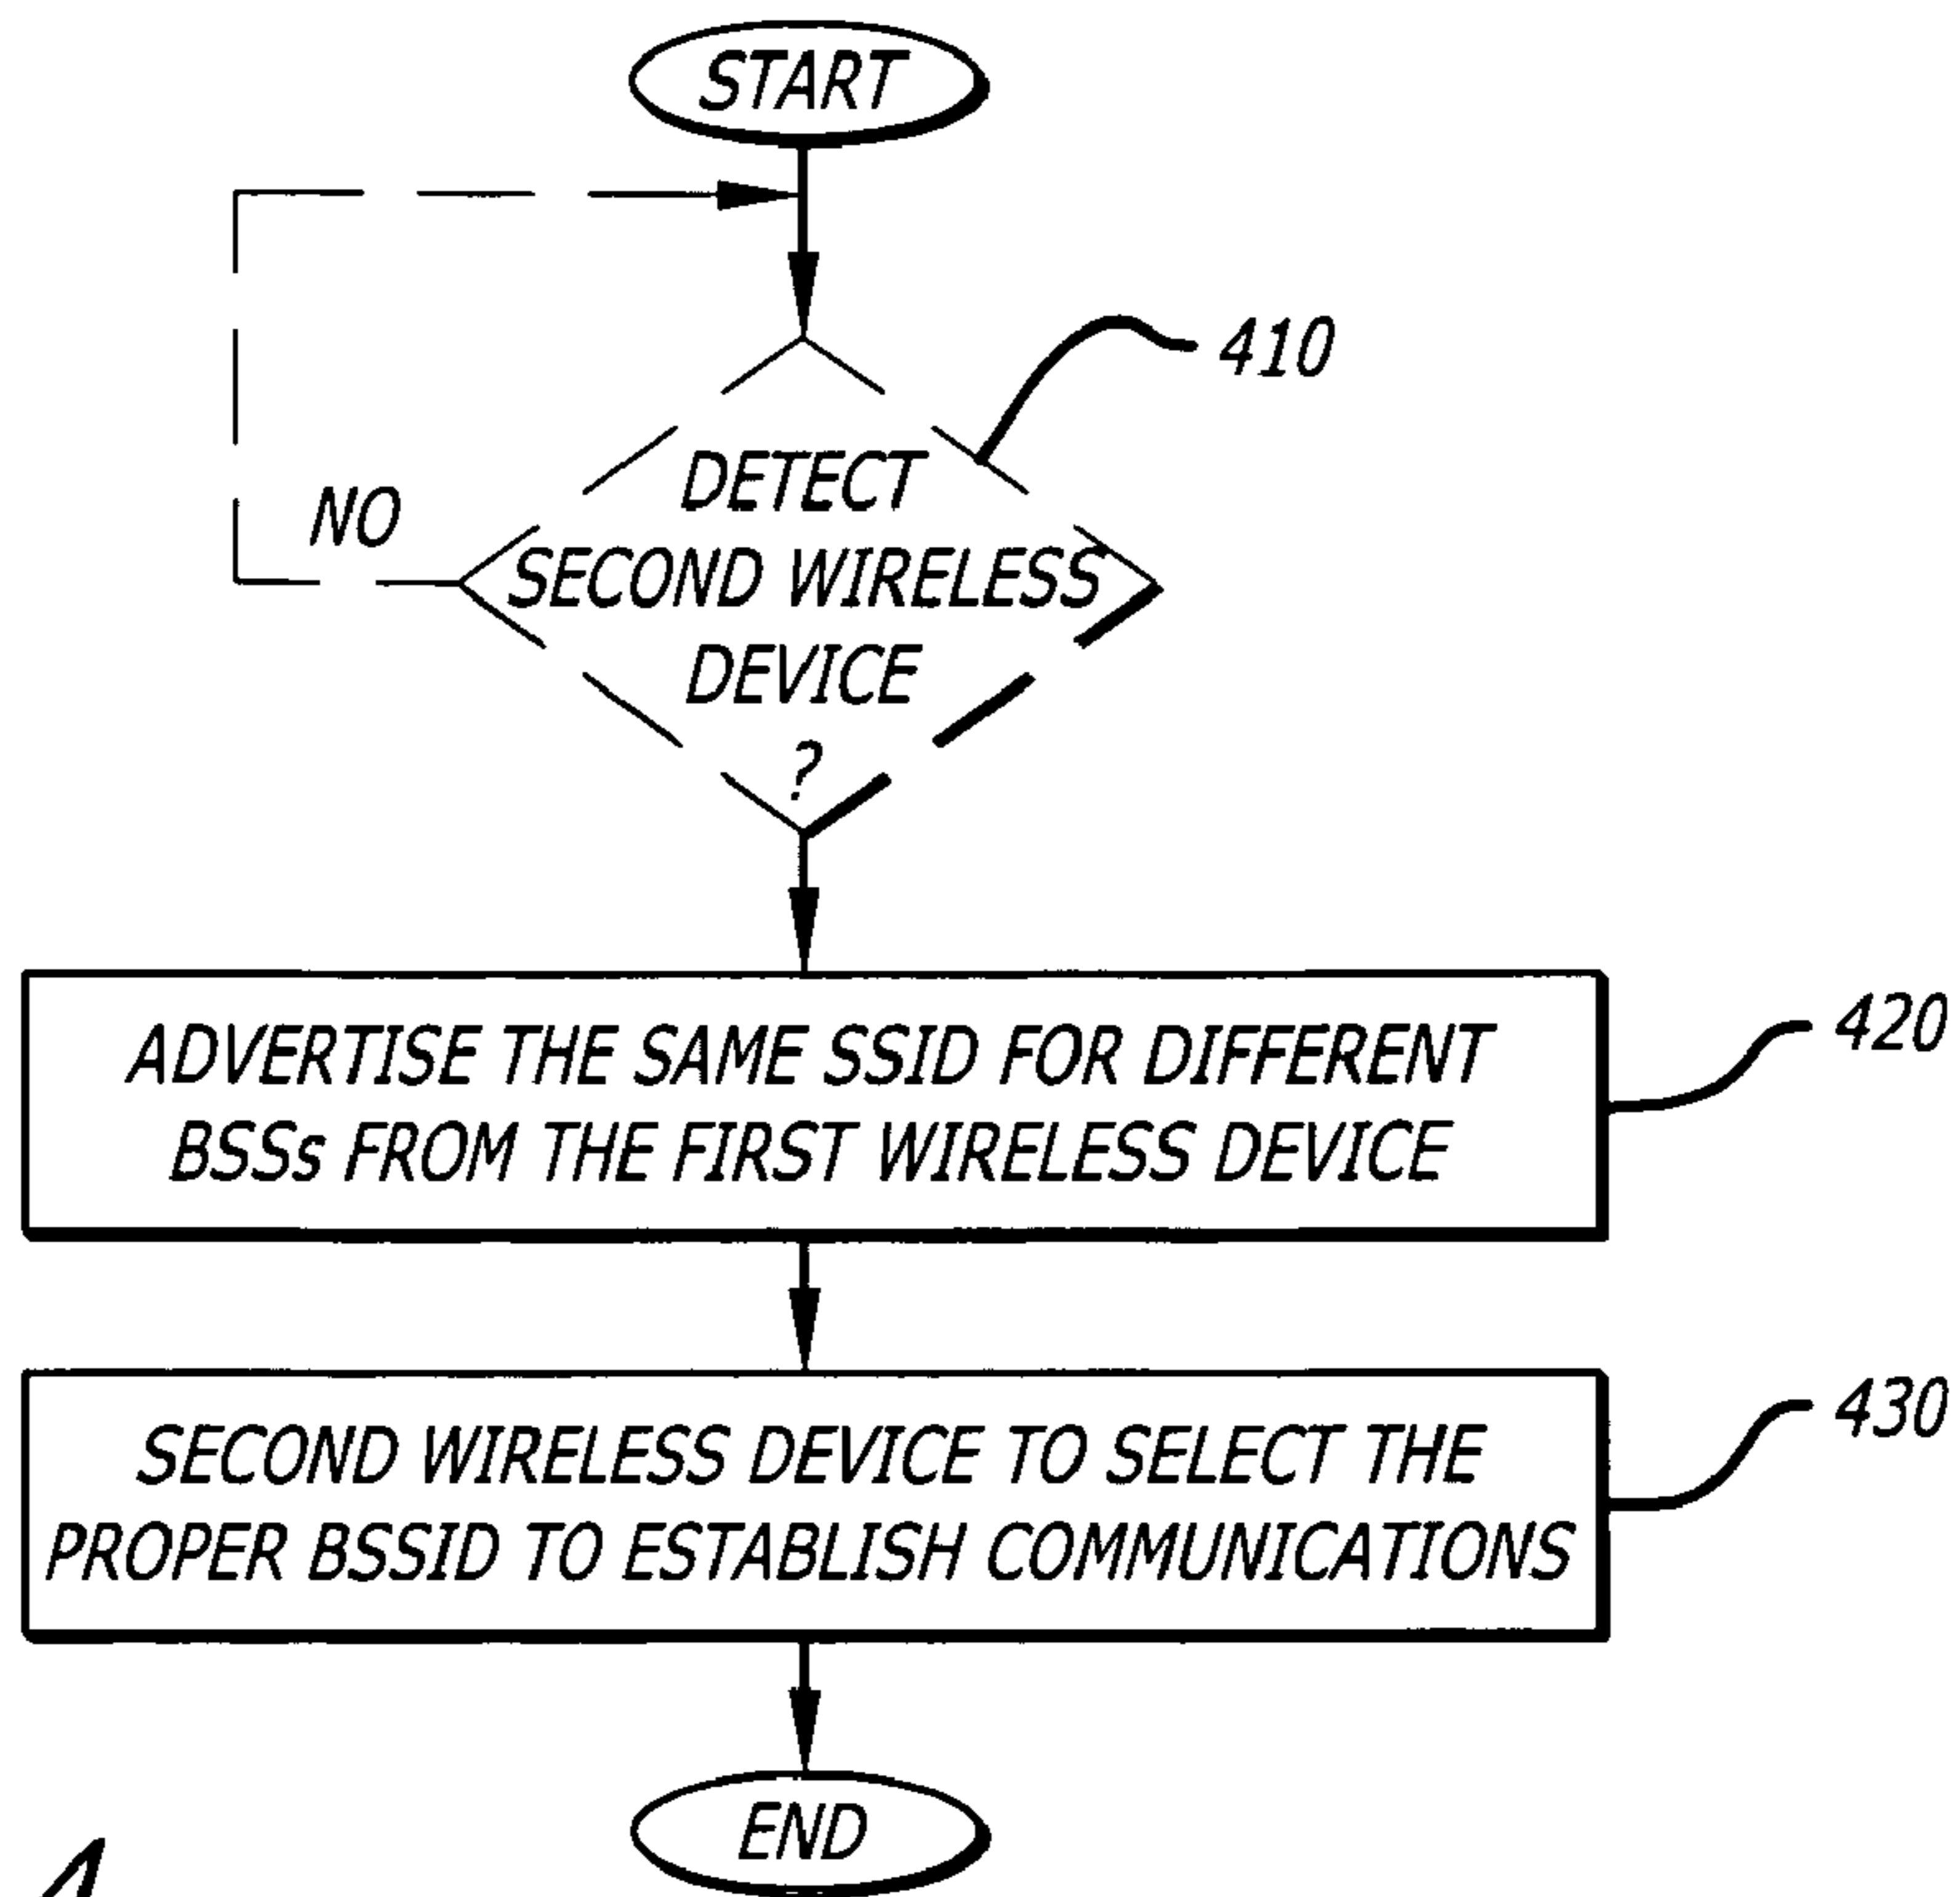 START
410
DETECT
NO
SECOND WIRELESS
DEVICE
?
ADVERTISE THE SAME SSID FOR DIFFERENT
BSSs FROM THE FIRST WIRELESS DEVICE
420
SECOND WIRELESS DEVICE TO SELECT THE
PROPER BSSID TO ESTABLISH COMMUNICATIONS
430
END